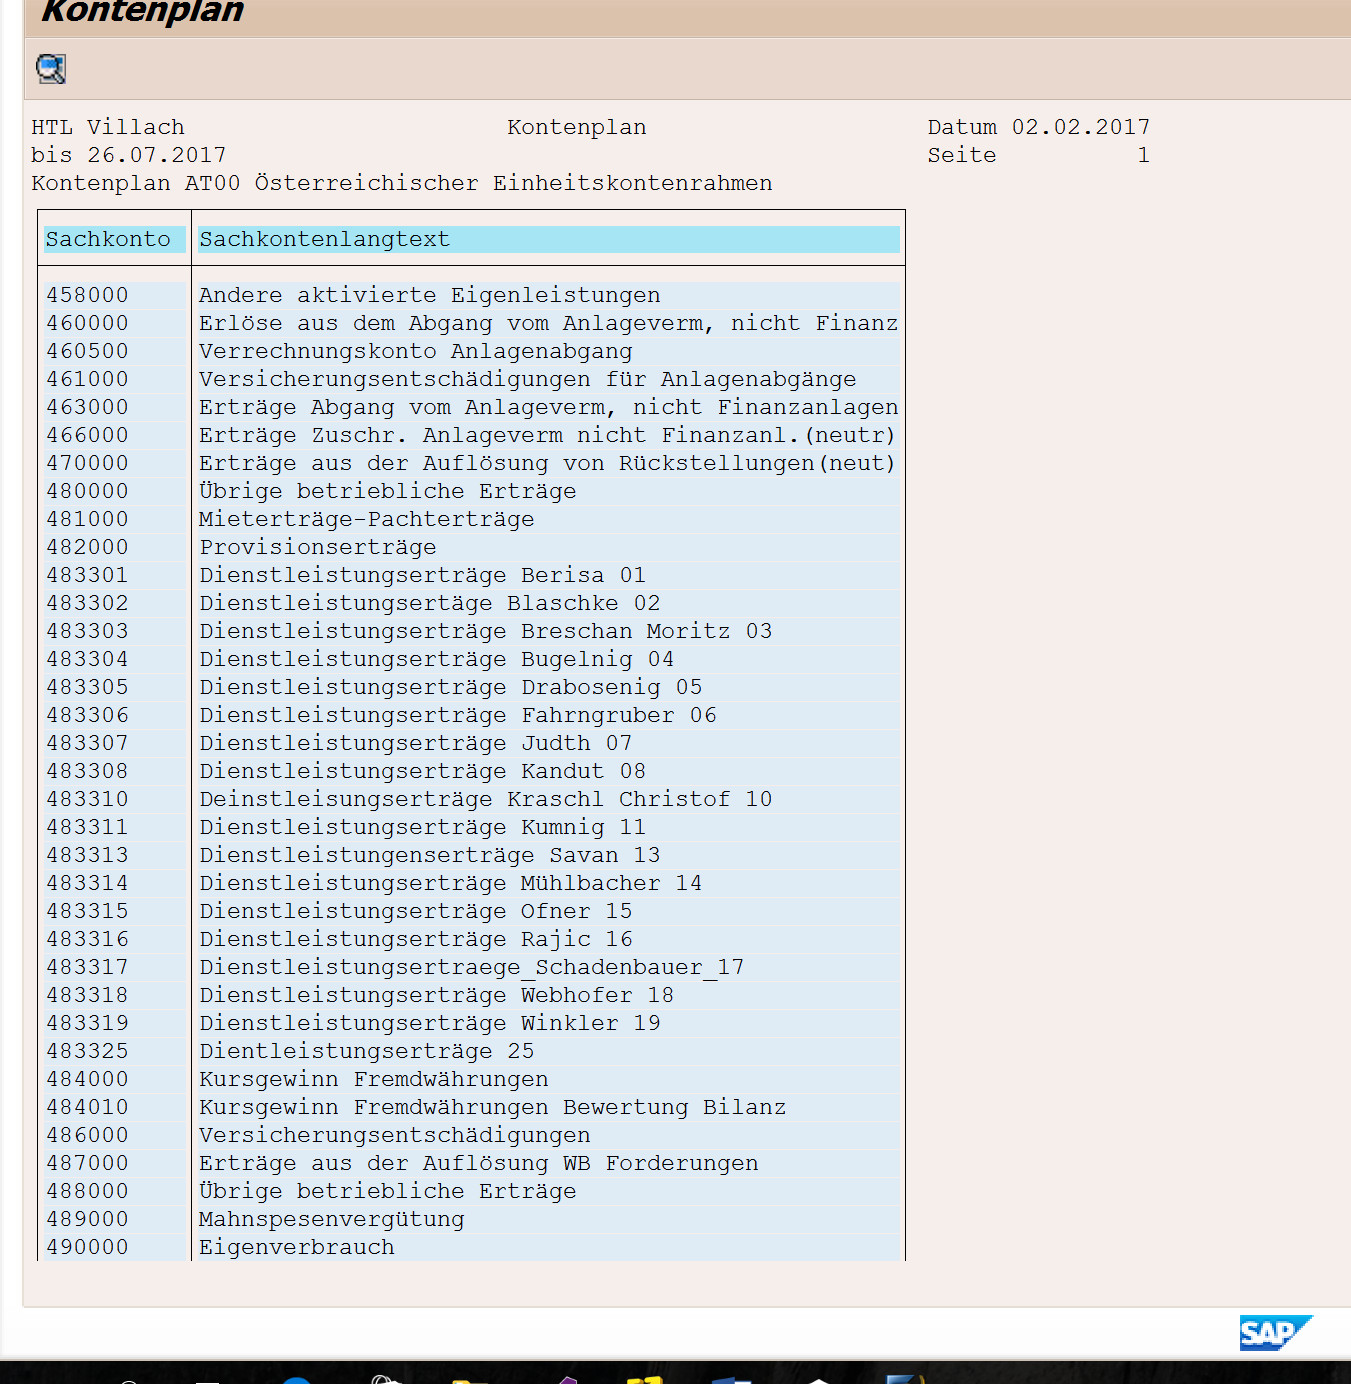 Kontenplan
HTL Villach Kontenplan Datum 02.02.2017
bis 26.07.2017 Seite 1
Kontenplan AT00 Österreichischer Einheitskontenrahmen
Sachkonto Sachkontenlangtext
458000 Andere aktivierte Eigenleistungen
460000 Erlöse aus dem Abgang vom Anlageverm, nicht Finanz
460500 Verrechnungskonto Anlagenabgang
461000 Versicherungsentschädigungen für Anlagenabgänge
463000 Erträge Abgang vom Anlageverm, nicht Finanzanlagen
466000 Erträge Zuschr. Anlageverm nicht Finanzanl.(neutr)
470000 Erträge aus der Auflösung von Rückstellungen(neut)
480000 Übrige betriebliche Erträge
481000 Mieterträge-Pachterträge
482000 Provisionserträge
483301 Dienstleistungserträge Berisa 01
483302 Dienstleistungsertäge Blaschke 02
483303 Dienstleistungserträge Breschan Moritz 03
483304 Dienstleistungserträge Bugelnig 04
483305 Dienstleistungserträge Drabosenig 05
483306 Dienstleistungserträge Fahrngruber 06
483307 Dienstleistungserträge Judth 07
483308 Dienstleistungserträge Kandut 08
483310 Deinstleisungserträge Kraschl Christof 10
483311 Dienstleistungserträge Kumnig 11
483313 Dienstleistungenserträge Savan 13
483314 Dienstleistungserträge Mühlbacher 14
483315 Dienstleistungserträge Ofner 15
483316 Dienstleistungserträge Rajic 16
483317 Dienstleistungsertraege_Schadenbauer_17
483318 Dienstleistungserträge Webhofer 18
483319 Dienstleistungserträge Winkler 19
483325 Dientleistungserträge 25
484000 Kursgewinn Fremdwährungen
484010 Kursgewinn Fremdwährungen Bewertung Bilanz
486000 Versicherungsentschädigungen
487000 Erträge aus der Auflösung WB Forderungen
488000 Übrige betriebliche Erträge
489000 Mahnspesenvergütung
490000 Eigenverbrauch
SAP